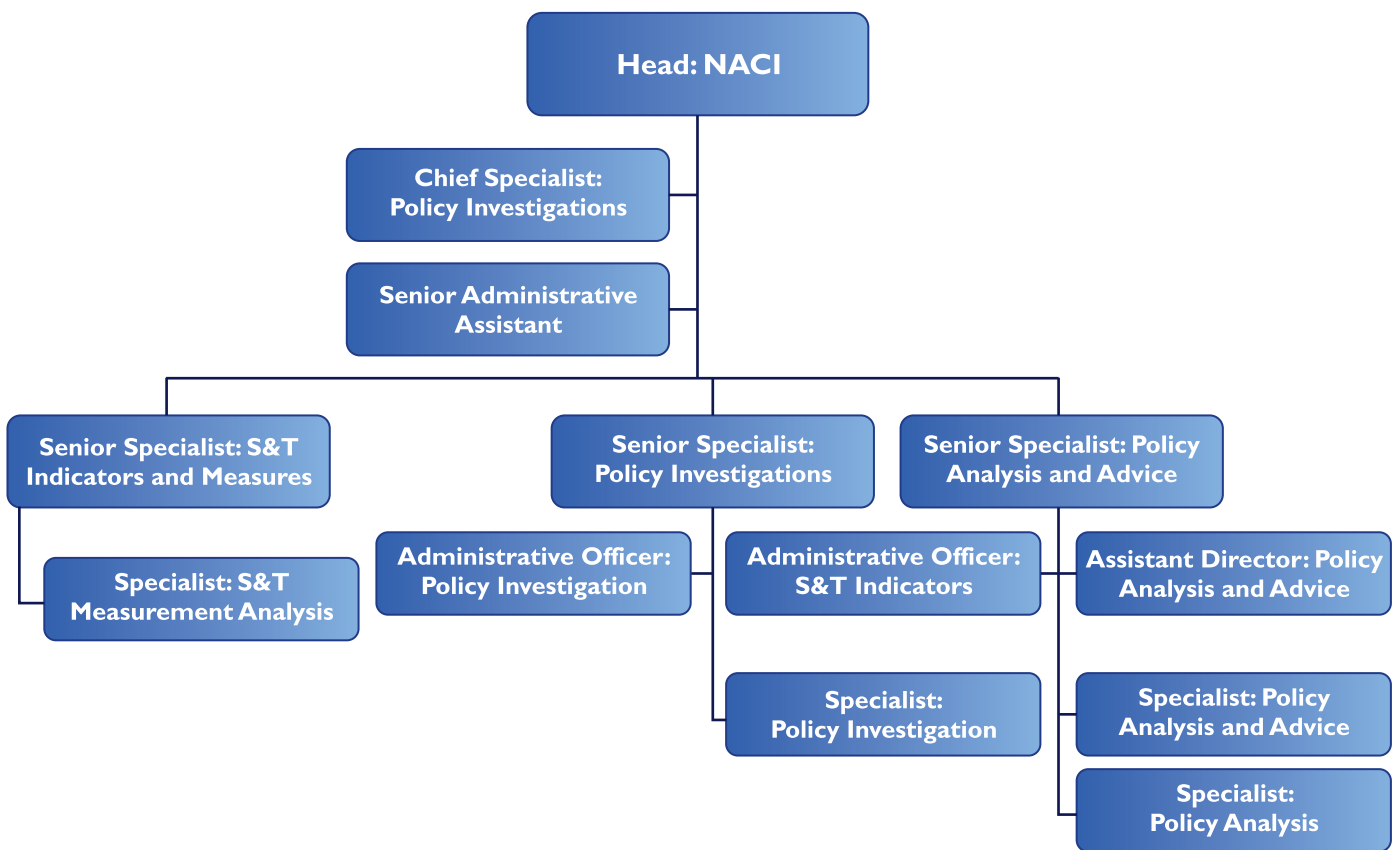 Head: NACI
Chief Specialist:
Policy Investigations
Senior Administrative
Assistant
Senior Specialist: S&T
Indicators and Measures
Senior Specialist:
Policy Investigations
Senior Specialist: Policy
Analysis and Advice
Specialist: S&T
Measurement Analysis
Administrative Officer:
Policy Investigation
Administrative Officer:
S&T Indicators
Assistant Director: Policy
Analysis and Advice
Specialist:
Policy Investigation
Specialist: Policy
Analysis and Advice
Specialist:
Policy Analysis